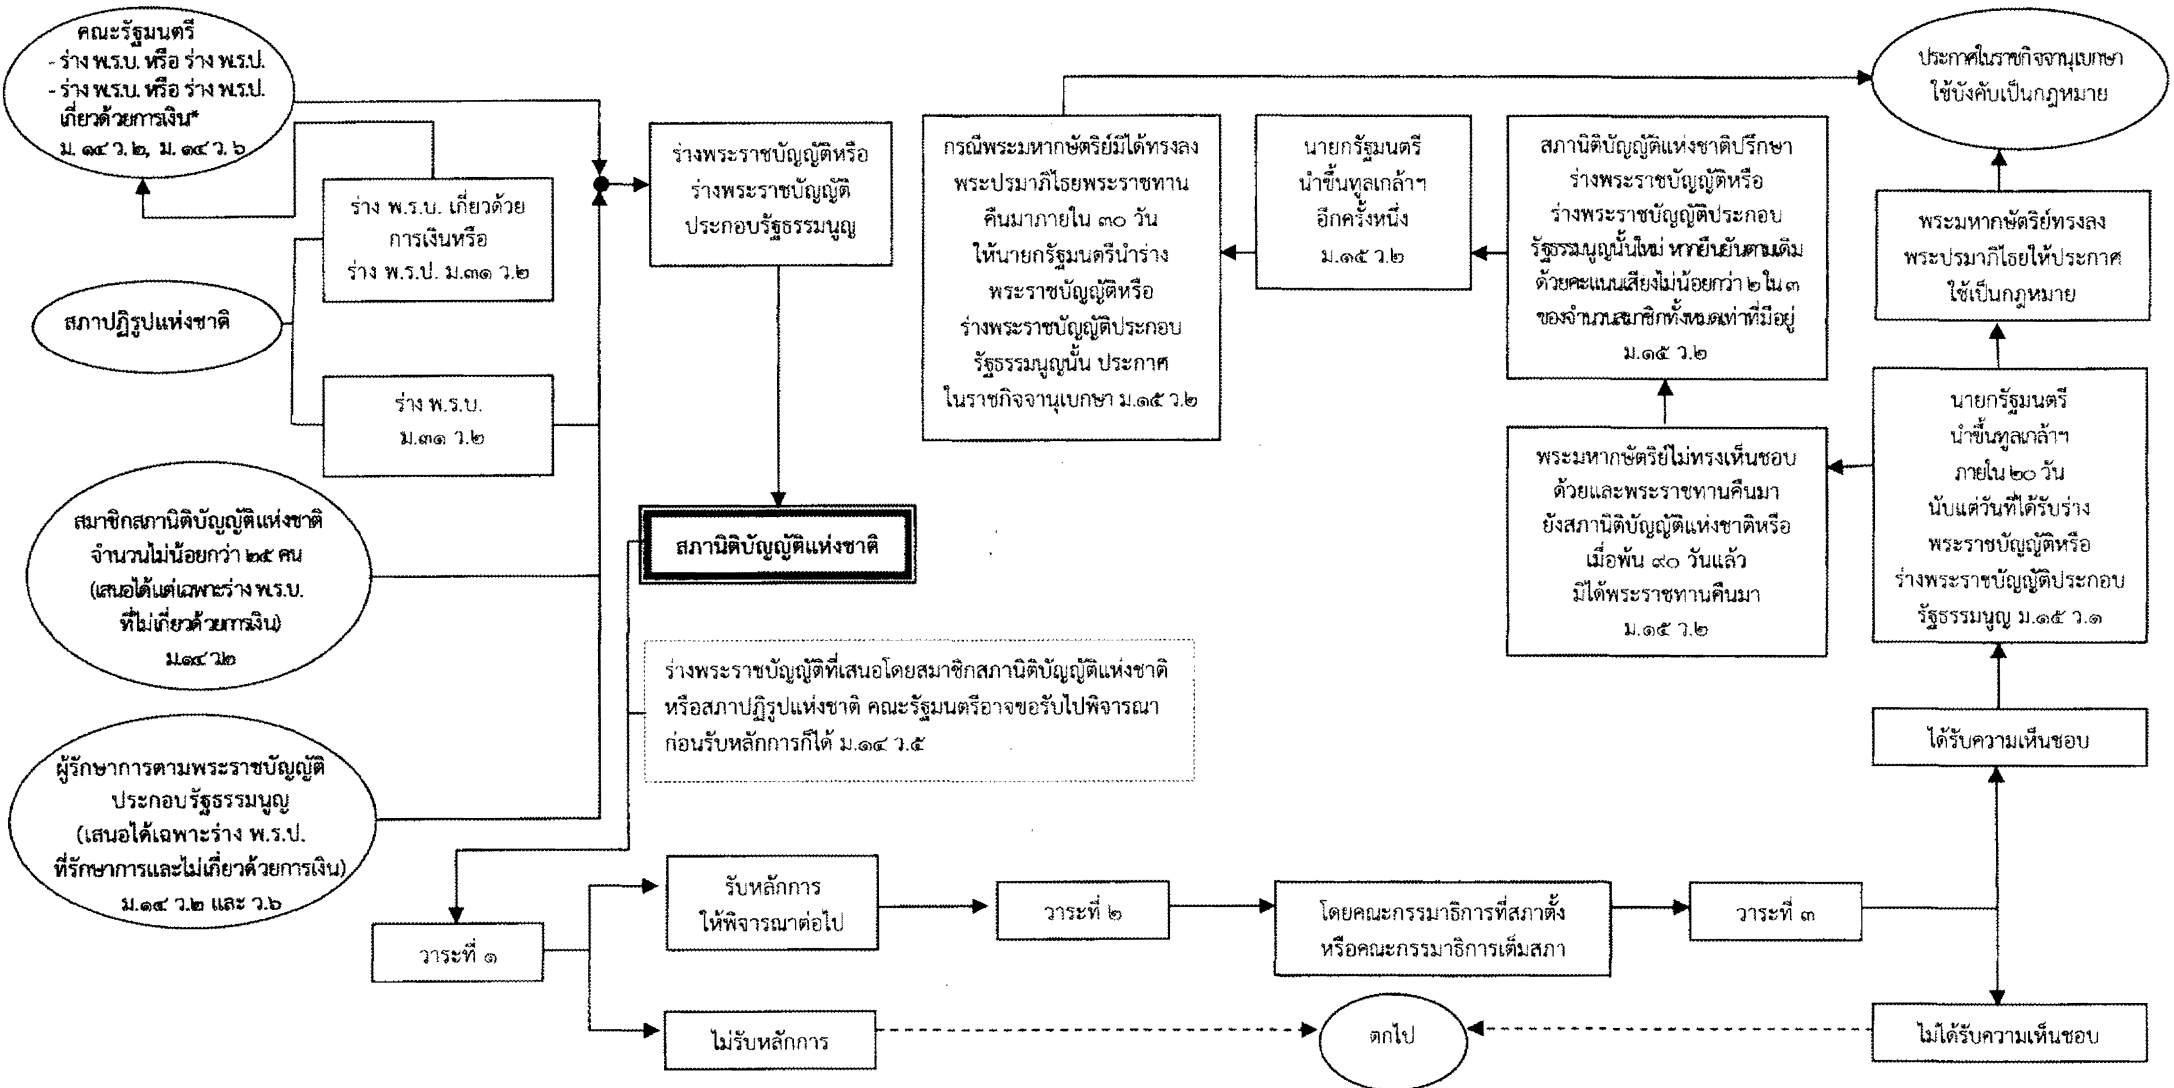 คณะรัฐมนตรี
- ร่าง พ.ร.บ. หรือ ร่าง พ.ร.ป.
- ร่าง พ.ร.บ. หรือ ร่าง พ.ร.ป.
เกี่ยวด้วยการเงิน*
ม. ๑๔ ว. ๒, ม. ๑๔ ว. ๖
ร่าง พ.ร.บ. เกี่ยวด้วย
การเงินหรือ
ร่าง พ.ร.ป. ม.๓๑ ว.๒
สภาปฏิรูปแห่งชาติ
ร่าง พ.ร.บ.
ม.๓๑ ว.๒
สมาชิกสภานิติบัญญัติแห่งชาติ
จำนวนไม่น้อยกว่า ๒๕ คน
(เสนอได้แต่เฉพาะร่าง พ.ร.บ.
ที่ไม่เกี่ยวด้วยการเงิน)
ม.๑๔ ว.๒
ผู้รักษาการตามพระราชบัญญัติ
ประกอบรัฐธรรมนูญ
(เสนอได้เฉพาะร่าง พ.ร.ป.
ที่รักษาการและไม่เกี่ยวด้วยการเงิน)
ม.๑๔ ว.๒ และ ว.๖
ร่างพระราชบัญญัติหรือ
ร่างพระราชบัญญัติ
ประกอบรัฐธรรมนูญ
สภานิติบัญญัติแห่งชาติ
ร่างพระราชบัญญัติที่เสนอโดยสมาชิกสภานิติบัญญัติแห่งชาติ
หรือสภาปฏิรูปแห่งชาติ คณะรัฐมนตรีอาจขอรับไปพิจารณา
ก่อนรับหลักการก็ได้ ม.๑๔ ว.๕
วาระที่ ๑
รับหลักการ
ให้พิจารณาต่อไป
ไม่รับหลักการ
วาระที่ ๒
โดยคณะกรรมาธิการที่สภาตั้ง
หรือคณะกรรมาธิการเต็มสภา
วาระที่ ๓
ตกไป
ไม่ได้รับความเห็นชอบ
ได้รับความเห็นชอบ
นายกรัฐมนตรี
นำขึ้นทูลเกล้าฯ
ภายใน ๒๐ วัน
นับแต่วันที่ได้รับร่าง
พระราชบัญญัติหรือ
ร่างพระราชบัญญัติประกอบ
รัฐธรรมนูญ ม.๑๕ ว.๑
พระมหากษัตริย์ทรงลง
พระปรมาภิไธยให้ประกาศ
ใช้เป็นกฎหมาย
ประกาศในราชกิจจานุเบกษา
ใช้บังคับเป็นกฎหมาย
พระมหากษัตริย์ไม่ทรงเห็นชอบ
ด้วยและพระราชทานคืนมา
ยังสภานิติบัญญัติแห่งชาติหรือ
เมื่อพ้น ๙๐ วันแล้ว
มิได้พระราชทานคืนมา
ม.๑๕ ว.๒
สภานิติบัญญัติแห่งชาติปรึกษา
ร่างพระราชบัญญัติหรือ
ร่างพระราชบัญญัติประกอบ
รัฐธรรมนูญนั้นใหม่ หากยืนยันตามเดิม
ด้วยคะแนนเสียงไม่น้อยกว่า ๒ ใน ๓
ของจำนวนสมาชิกทั้งหมดเท่าที่มีอยู่
ม.๑๕ ว.๒
นายกรัฐมนตรี
นำขึ้นทูลเกล้าฯ
อีกครั้งหนึ่ง
ม.๑๕ ว.๒
กรณีพระมหากษัตริย์มิได้ทรงลง
พระปรมาภิไธยพระราชทาน
คืนมาภายใน ๓๐ วัน
ให้นายกรัฐมนตรีนำร่าง
พระราชบัญญัติหรือ
ร่างพระราชบัญญัติประกอบ
รัฐธรรมนูญนั้น ประกาศ
ในราชกิจจานุเบกษา ม.๑๕ ว.๒